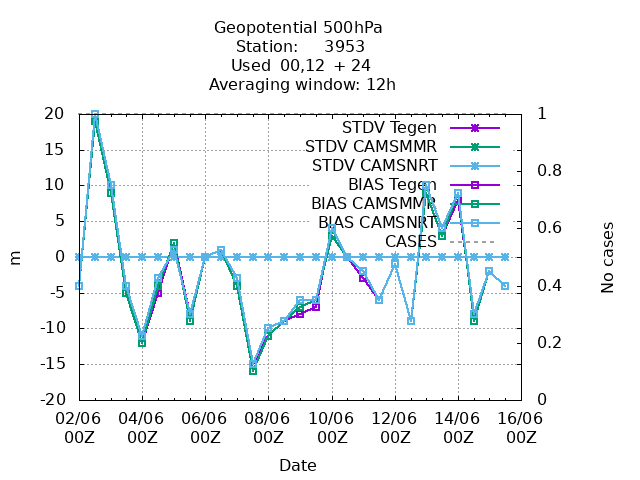 Geopotential 500hPa
Station: 3953
Used 00,12 + 24
Averaging window: 12h
20 1
STDV Tegen
STDV CAMSMMR
15
STDV CAMSNRT
0.8
10 BIAS Tegen
BIAS CAMSMMR
5 BIAS CAMSNRT 0.6
CASES
0
m
No cases
-5 0.4
-10
0.2
-15
-20 0
02/06 04/06 06/06 08/06 10/06 12/06 14/06 16/06
00Z 00Z 00Z 00Z 00Z 00Z 00Z 00Z
Date